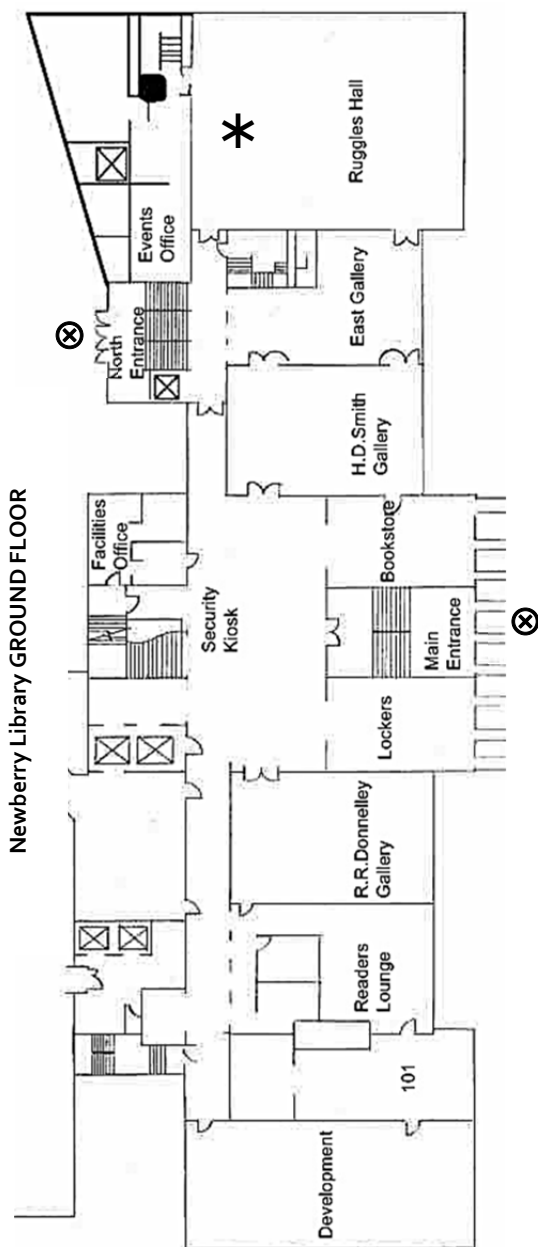 Newberry Library GROUND FLOOR
Development
101
Readers
Lounge
R.R.Donnelley
Gallery
Lockers
Main
Entrance
Security
Kiosk
Facilities
Office
Bookstore
H.D.Smith
Gallery
North
Entrance
East Gallery
Events
Office
Ruggles Hall